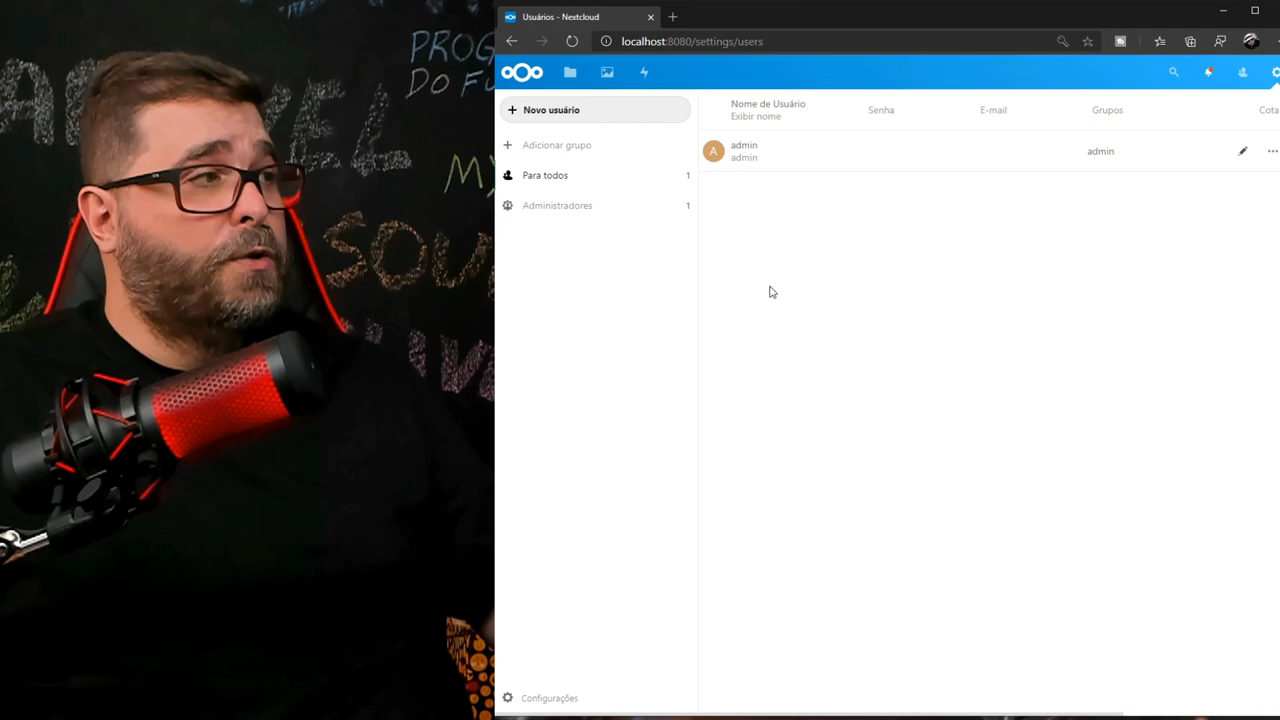 PROG
DO FU
SOU
Usuários - Nextcloud
localhost:8080/settings/users
Novo usuário
Adicionar grupo
Para todos 1
Administradores 1
Nome de Usuário Senha E-mail Grupos Cota
Exibir nome
A admin admin
admin
Configurações